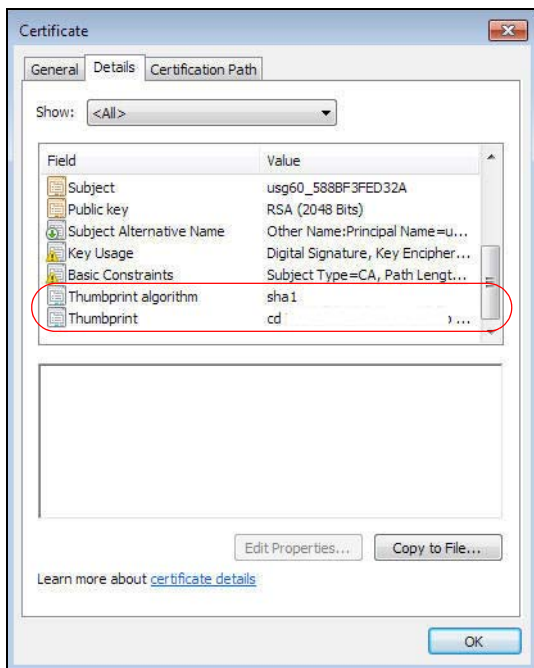 Certificate
General Details Certification Path
Show: <All>
Field Value
Subject usg60_588BF3FED32A
Public key RSA (2048 Bits)
Subject Alternative Name Other Name:Principal Name=u...
Key Usage Digital Signature, Key Encipher...
Basic Constraints Subject Type=CA, Path Lengt...
Thumbprint algorithm sha1
Thumbprint cd ...
Edit Properties... Copy to File...
Learn more about certificate details
OK